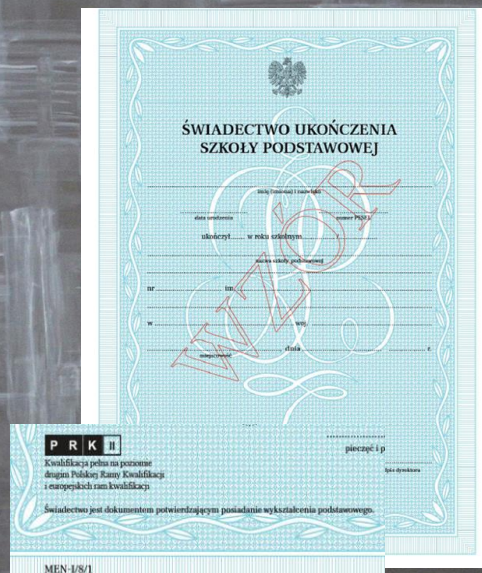 ŚWIADECTWO UKOŃCZENIA
SZKOŁY PODSTAWOWEJ
WZÓR
imię (imiona) i nazwisko
data urodzenia numer PESEL
ukończył........ w roku szkolnym............../..............
nazwa szkoły podstawowej
nr .................... im.
w ...................., woj.
...................., dnia .................... r.
miejscowość
pieczęć i p
pis dyrektora
P R K II
Kwalifikacja pełna na poziomie
drugim Polskiej Ramy Kwalifikacji
i europejskich ram kwalifikacji
Świadectwo jest dokumentem potwierdzającym posiadanie wykształcenia podstawowego.
MEN-I/8/1